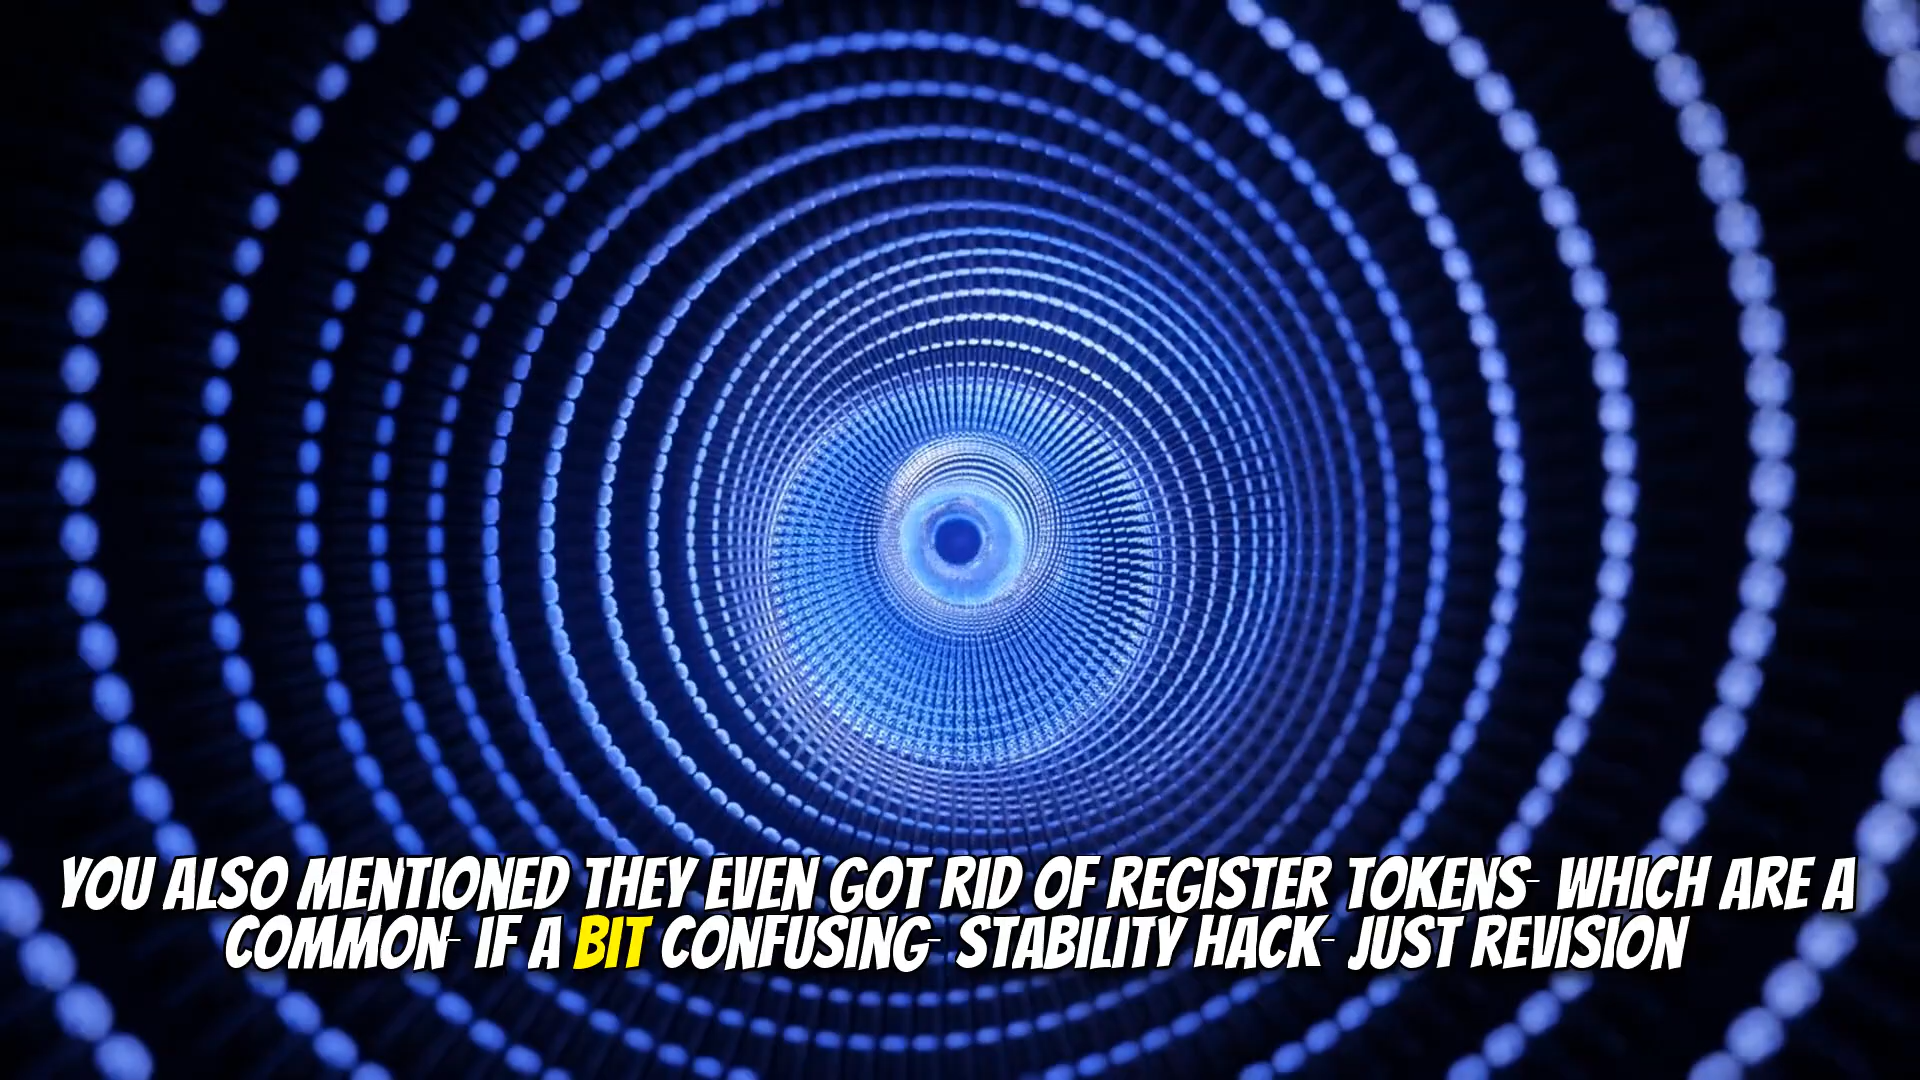 YOU ALSO MENTIONED THEY EVEN GOT RID OF REGISTER TOKENS- WHICH ARE A
COMMON- IF A BIT CONFUSING- STABILITY HACK- JUST REVISION